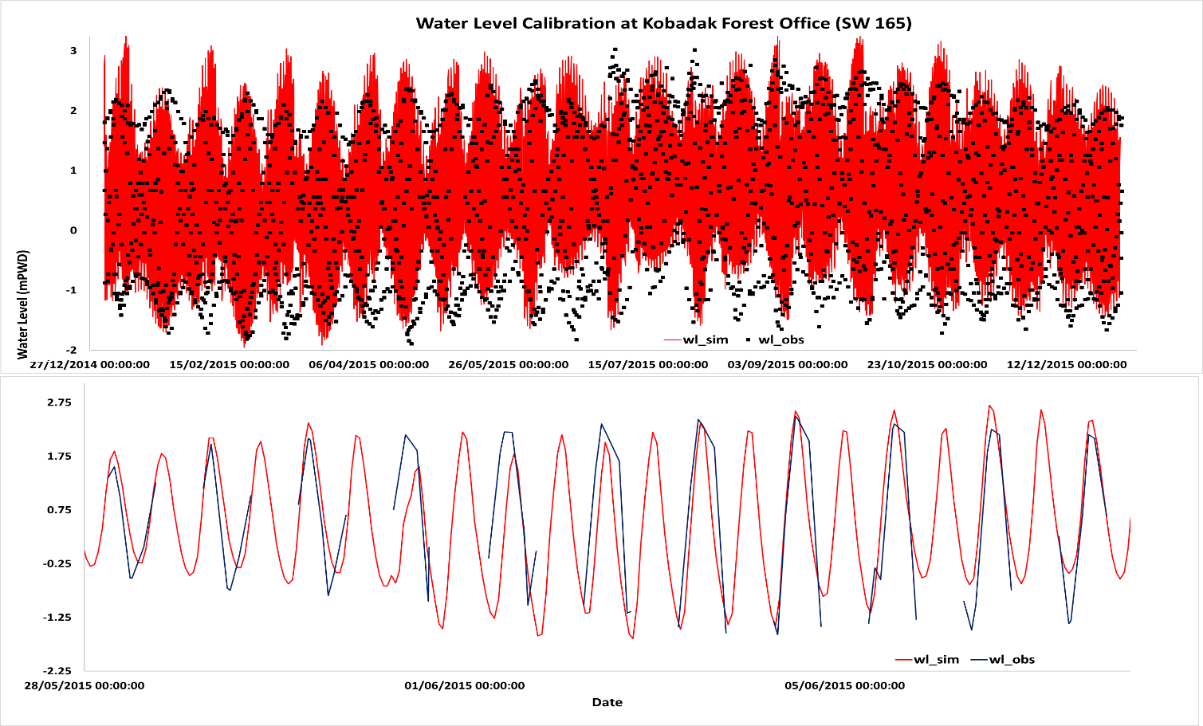 Water Level Calibration at Kobadak Forest Office (SW 165)
3
2
1
0
-1
-2
Water Level (mPWD)
wl_sim wl_obs
27/12/2014 00:00:00 15/02/2015 00:00:00 06/04/2015 00:00:00 26/05/2015 00:00:00 15/07/2015 00:00:00 03/09/2015 00:00:00 23/10/2015 00:00:00 12/12/2015 00:00:00
2.75
1.75
0.75
-0.25
-1.25
-2.25
wl_sim wl_obs
28/05/2015 00:00:00 01/06/2015 00:00:00 05/06/2015 00:00:00
Date